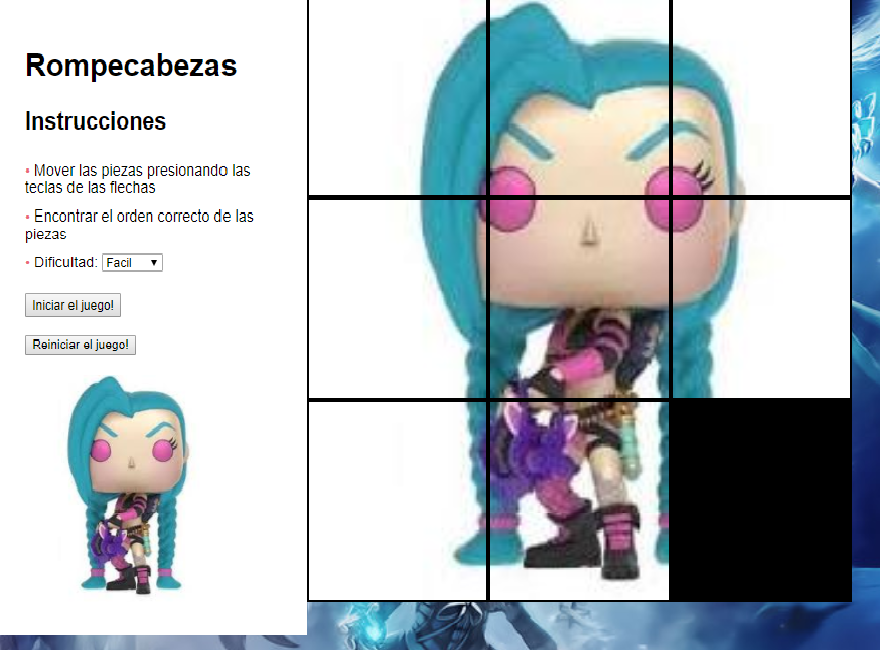 Rompecabezas
Instrucciones
• Mover las piezas presionando las
teclas de las flechas
• Encontrar el orden correcto de las
piezas
• Dificultad: Facil ▼
Iniciar el juego!
Reiniciar el juego!